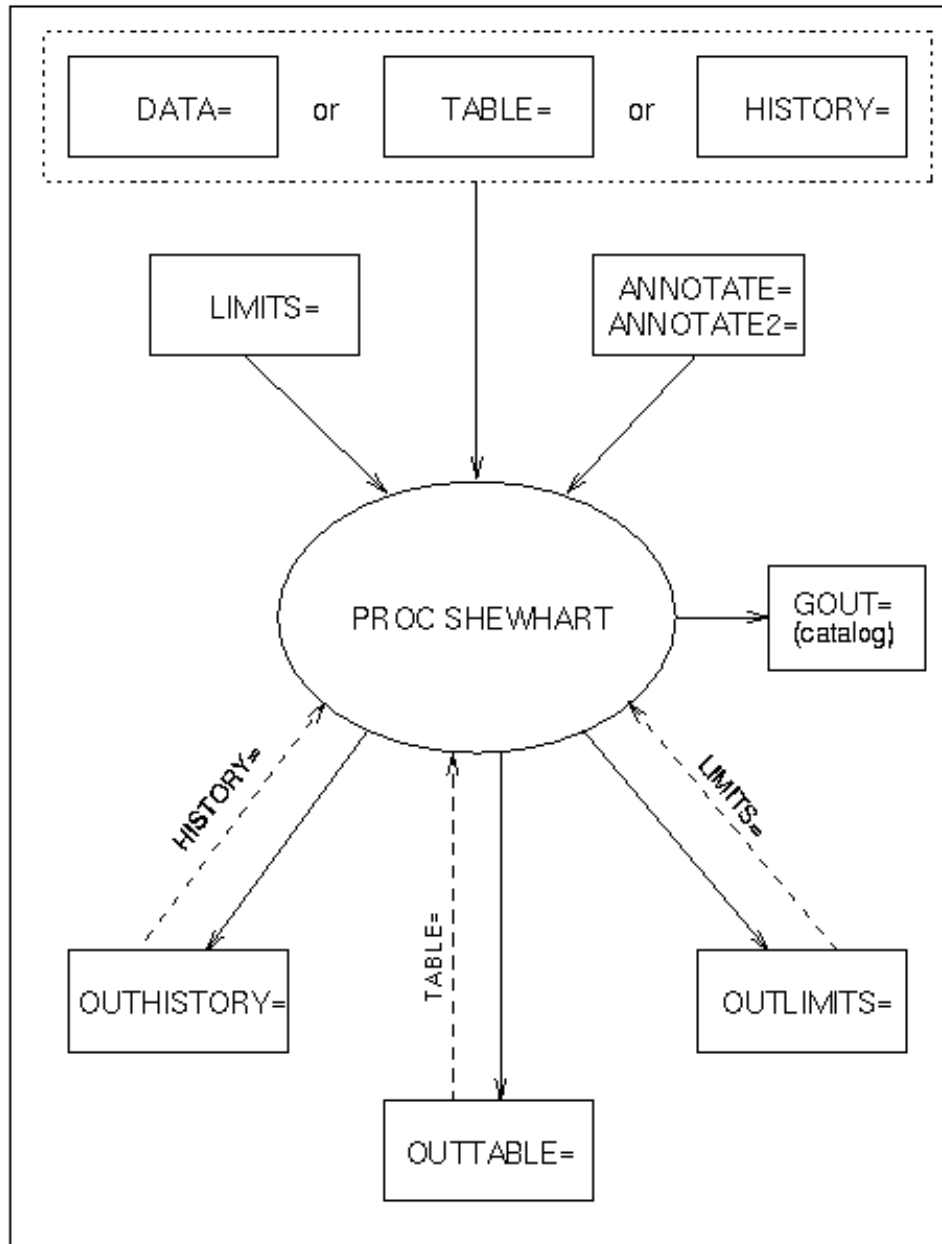 DATA= or TABLE= or HISTORY=
LIMITS=
ANNOTATE=
ANNOTATE2=
PROC SHEWHART
GOUT=
(catalog)
HISTORY=
TABLE=
LIMITS=
OUTHISTORY=
OUTLIMITS=
OUTTABLE=